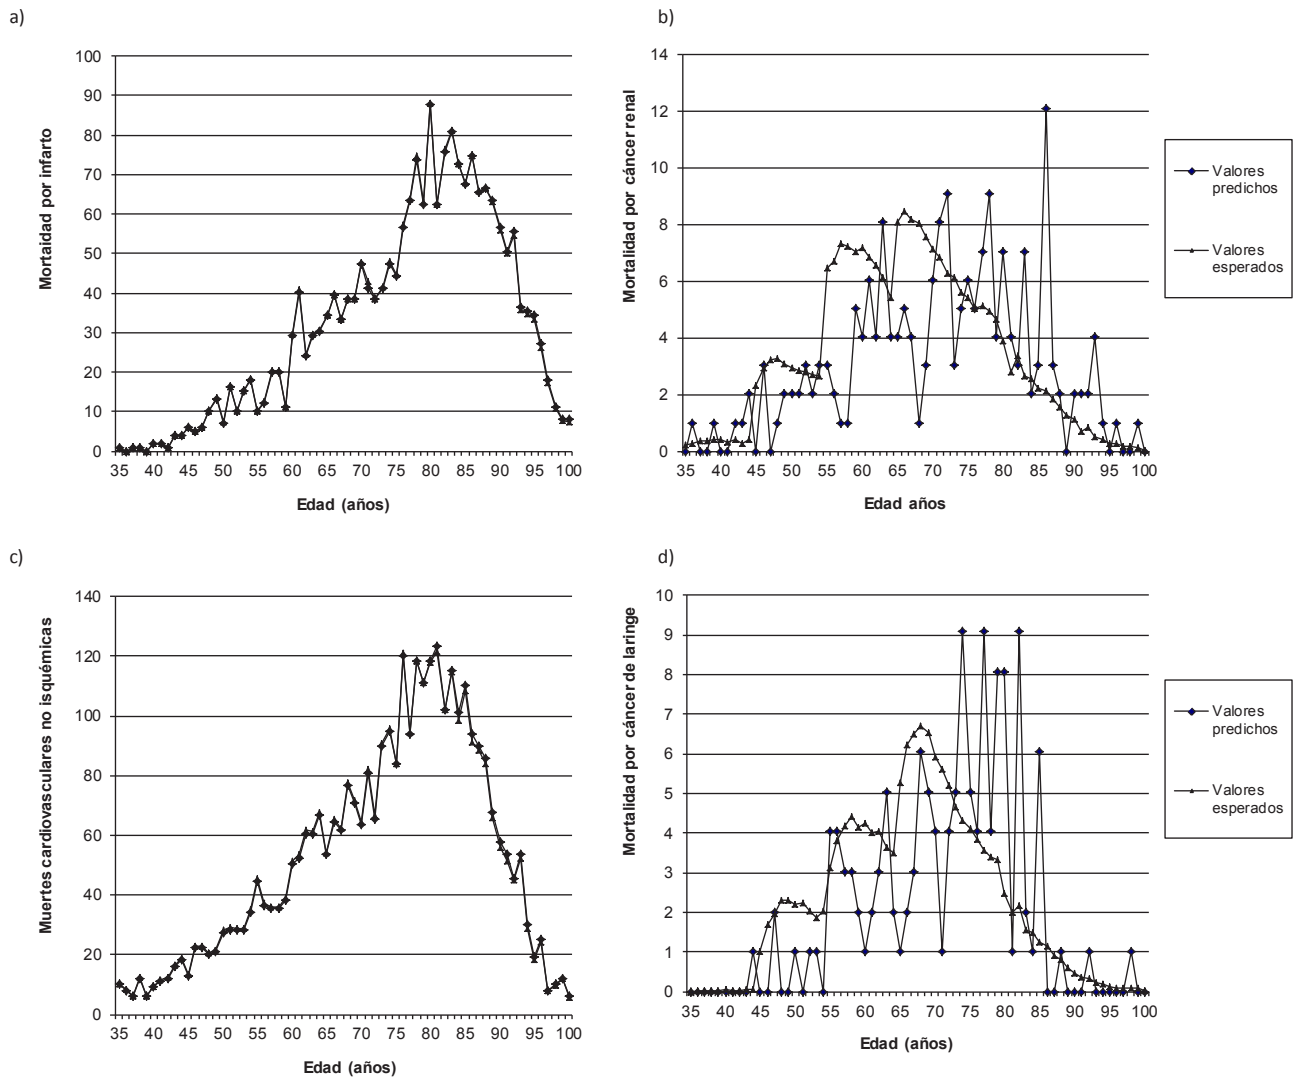 a)
Mortaidad por infarto
100
90
80
70
60
50
40
30
20
10
0
35 40 45 50 55 60 65 70 75 80 85 90 95 100
Edad (años)
b)
Mortalidad por cáncer renal
14
12
10
8
6
4
2
0
35 40 45 50 55 60 65 70 75 80 85 90 95 100
Edad años
Valores
predichos
Valores
esperados
c)
Muertes cardiovasculares no isquémicas
140
120
100
80
60
40
20
0
35 40 45 50 55 60 65 70 75 80 85 90 95 100
Edad (años)
d)
Mortalidad por cáncer de laringe
10
9
8
7
6
5
4
3
2
1
0
35 40 45 50 55 60 65 70 75 80 85 90 95 100
Edad (años)
Valores
predichos
Valores
esperados